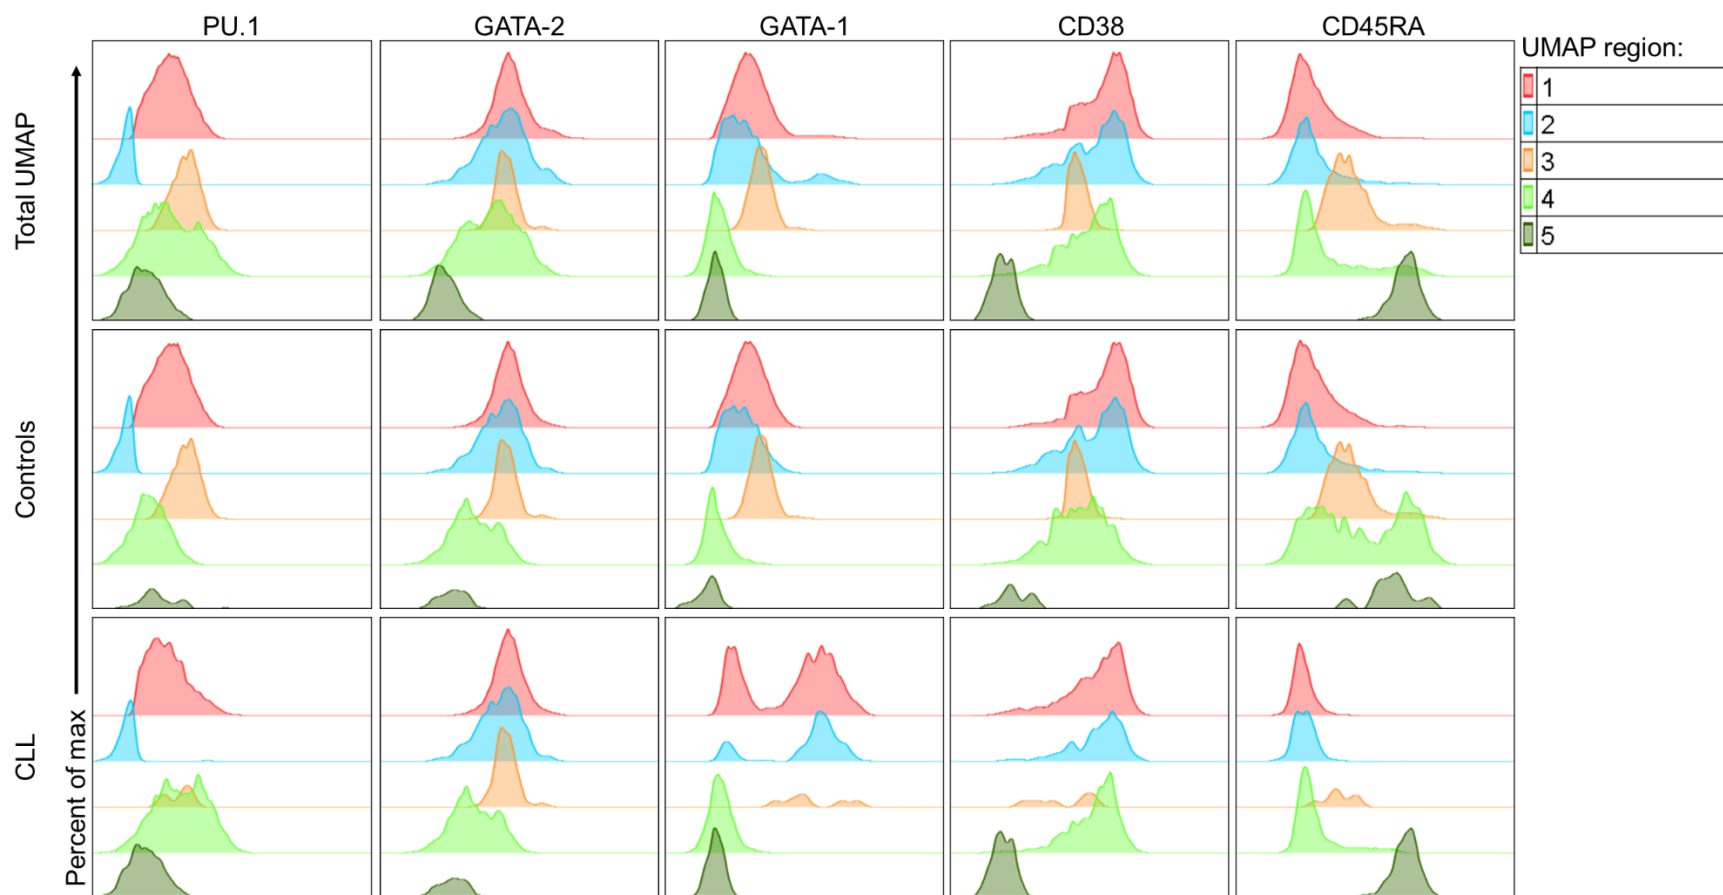 PU.1
GATA-2
GATA-1
CD38
CD45RA
UMAP region:
1
2
3
4
5
Total UMAP
Controls
CLL
Percent of max